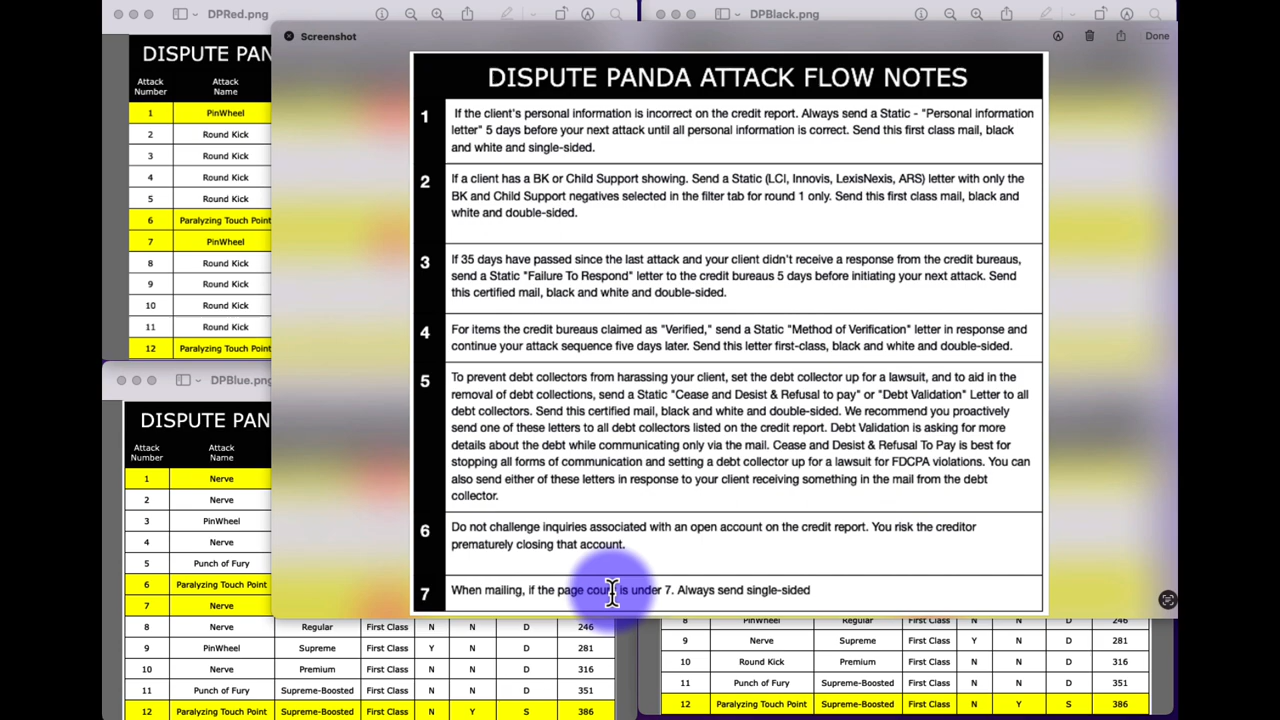 DPRed.png
DPBlack.png
Screenshot
Done
DISPUTE PAN
Attack Number
Attack Name
1 PinWheel
2 Round Kick
3 Round Kick
4 Round Kick
5 Round Kick
6 Paralyzing Touch Point
7 PinWheel
8 Round Kick
9 Round Kick
10 Round Kick
11 Round Kick
12 Paralyzing Touch Point
DISPUTE PANDA ATTACK FLOW NOTES
1 If the client's personal information is incorrect on the credit report. Always send a Static - "Personal information
letter" 5 days before your next attack until all personal information is correct. Send this first class mail, black
and white and single-sided.
2 If a client has a BK or Child Support showing. Send a Static (LCI, Innovis, LexisNexis, ARS) letter with only the
BK and Child Support negatives selected in the filter tab for round 1 only. Send this first class mail, black and
white and double-sided.
3 If 35 days have passed since the last attack and your client didn't receive a response from the credit bureaus,
send a Static "Failure To Respond" letter to the credit bureaus 5 days before initiating your next attack. Send
this certified mail, black and white and double-sided.
4 For items the credit bureaus claimed as "Verified," send a Static "Method of Verification" letter in response and
continue your attack sequence five days later. Send this letter first-class, black and white and double-sided.
5 To prevent debt collectors from harassing your client, set the debt collector up for a lawsuit, and to aid in the
removal of debt collections, send a Static "Cease and Desist & Refusal to pay" or "Debt Validation" Letter to all
debt collectors. Send this certified mail, black and white and double-sided. We recommend you proactively
send one of these letters to all debt collectors listed on the credit report. Debt Validation is asking for more
details about the debt while communicating only via the mail. Cease and Desist & Refusal To Pay is best for
stopping all forms of communication and setting a debt collector up for a lawsuit for FDCPA violations. You can
also send either of these letters in response to your client receiving something in the mail from the debt
collector.
6 Do not challenge inquiries associated with an open account on the credit report. You risk the creditor
prematurely closing that account.
7 When mailing, if the page count is under 7. Always send single-sided
DPBlue.png
DISPUTE PAN
Attack Number
Attack Name
1 Nerve
2 Nerve
3 PinWheel
4 Nerve
5 Punch of Fury
6 Paralyzing Touch Point
7 Nerve
8 Nerve Regular First Class N N D 246
9 PinWheel Supreme First Class Y N D 281
10 Nerve Premium First Class N N D 316
11 Punch of Fury Supreme-Boosted First Class N N D 351
12 Paralyzing Touch Point Supreme-Boosted First Class N Y S 386
8 PinWheel Regular First Class N N D 246
9 Nerve Supreme First Class Y N D 281
10 Round Kick Premium First Class N N D 316
11 Punch of Fury Supreme-Boosted First Class N N D 351
12 Paralyzing Touch Point Supreme-Boosted First Class N Y S 386